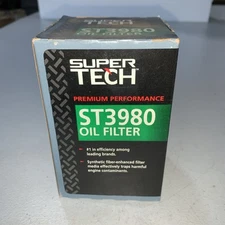 SUPER
TECH
PREMIUM PERFORMANCE
ST3980
OIL FILTER
• #1 in efficiency among
leading brands.
• Synthetic fiber-enhanced filter
media effectively traps harmful
engine contaminants.